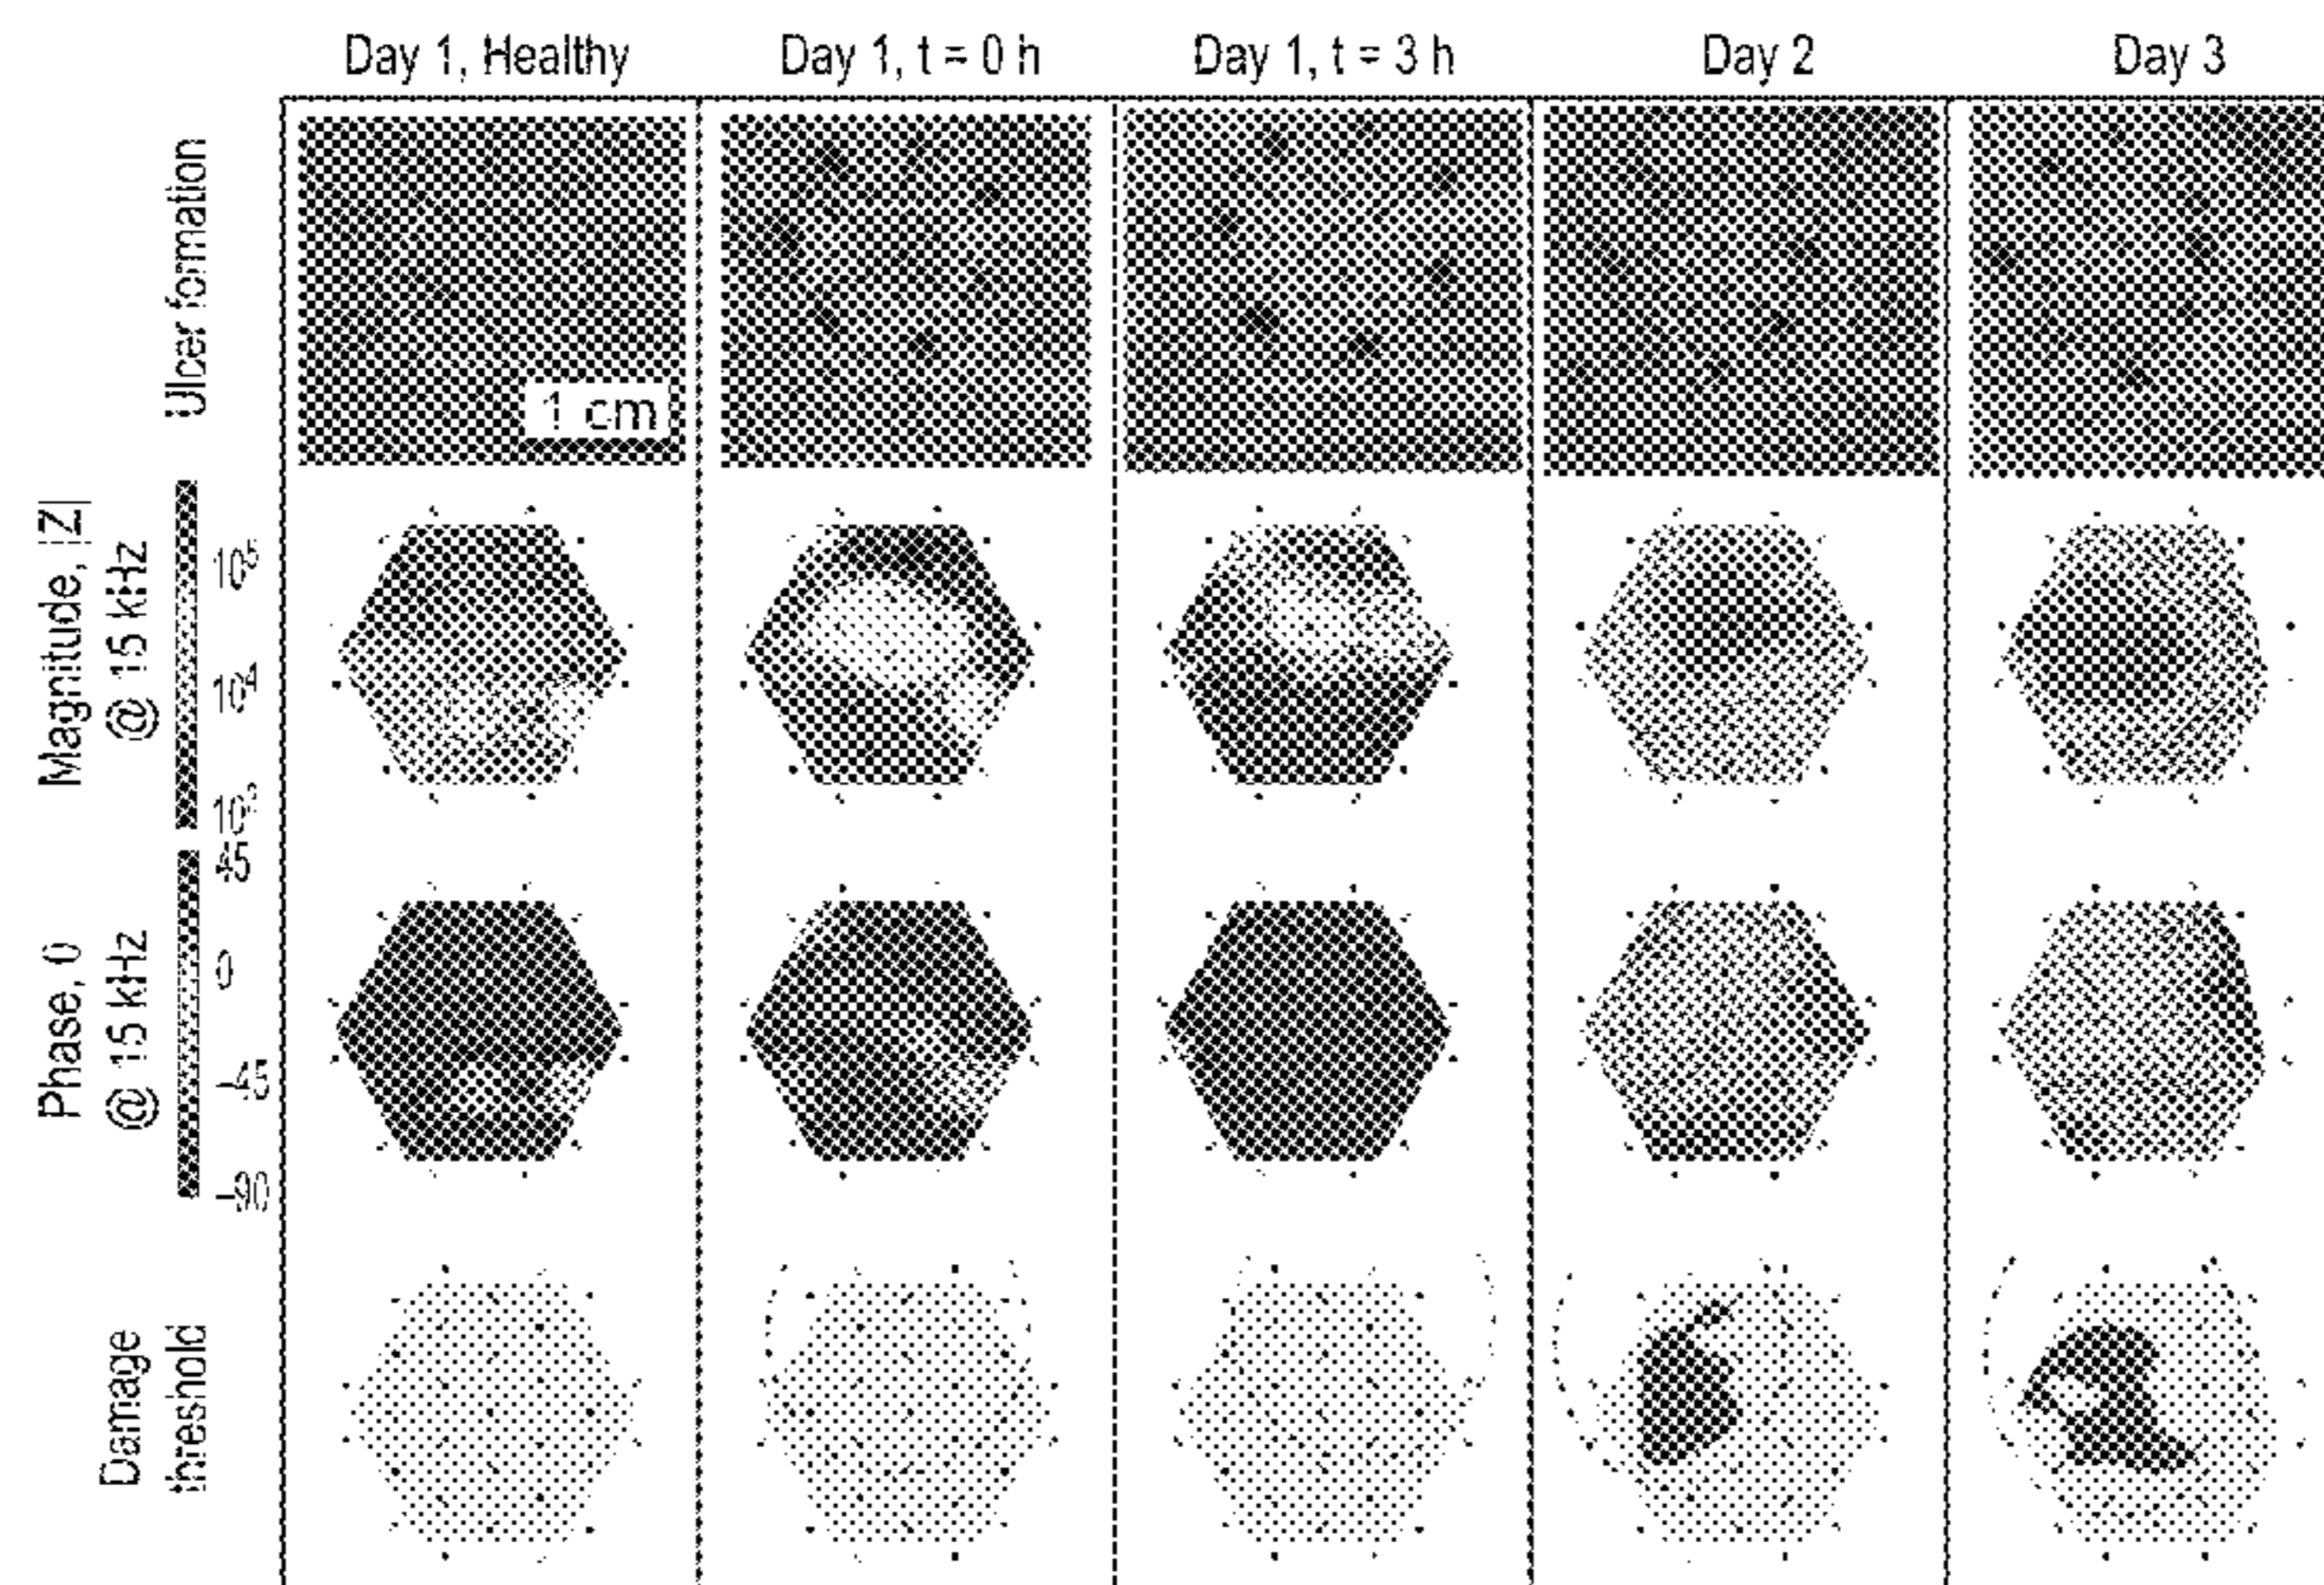 Day 1, Healthy
Day 1, t = 0 h
Day 1, t = 3 h
Day 2
Day 3
Ulcer formation
1 cm
Magnitude, |Z|
@ 15 kHz
10⁵
10⁴
10³
45
0
-45
-90
Phase, θ
@ 15 kHz
Damage
threshold